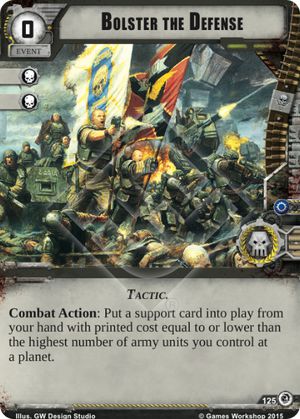 0
BOLSTER THE DEFENSE
EVENT
TACTIC.
Combat Action: Put a support card into play from
your hand with printed cost equal to or lower than
the highest number of army units you control at
a planet.
125
Illus. GW Design Studio
© Games Workshop 2015